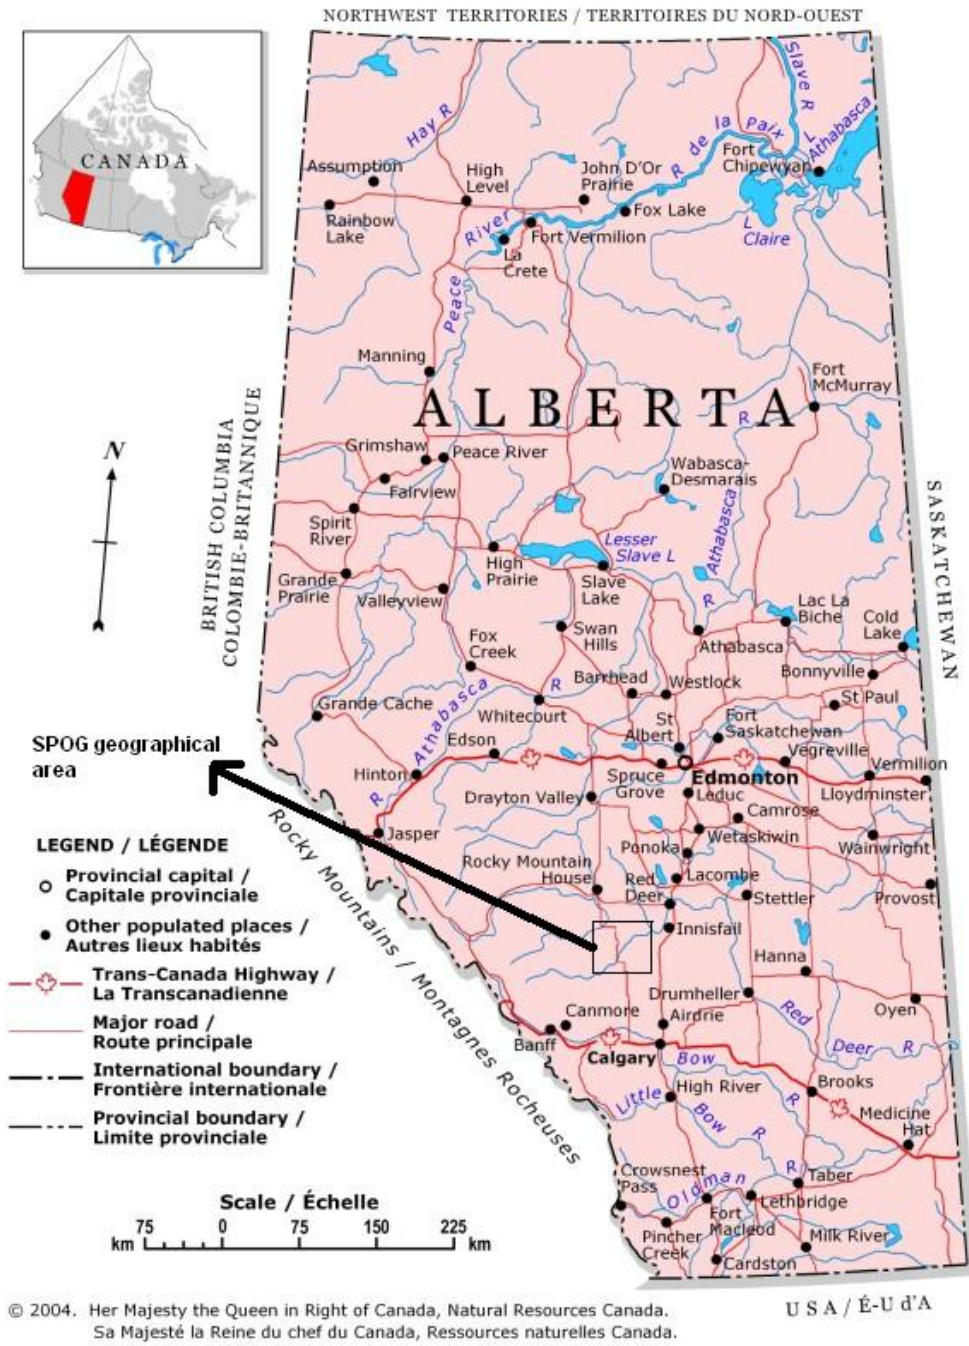 NORTHWEST TERRITORIES / TERRITOIRES DU NORD-OUEST
CANADA
Slave R
Hay R
R de la Paix
L Athabasca
Fort
Chipewyan
Assumption
High
Level
John D'Or
Prairie
Rainbow
Lake
River
Fox Lake
Fort Vermilion
L
Claire
La
Crete
Peace
Manning
Fort
McMurray
ALBERTA
R
BRITISH COLUMBIA
COLOMBIE-BRITANNIQUE
N
Grimshaw
Peace River
Wabasca-
Desmarais
Fairview
SASKATCHEWAN
Athabasca
Spirit
River
Lesser
Slave L
High
Prairie
Grande
Prairie
Valleyview
Slave
Lake
R
Lac La
Biche
Cold
Lake
Fox
Creek
Swan
Hills
Athabasca
Barrhead
Westlock
Bonnyville
R
Athabasca
R
St Paul
Grande Cache
Whitecourt
St
Albert
Fort
Saskatchewan
Edson
Vegreville
SPOG geographical
area
Hinton
Spruce
Grove
Edmonton
Vermilion
Leduc
Lloydminster
Drayton Valley
Camrose
Jasper
Wetaskiwin
Ponoka
Wainwright
Rocky Mountain
House
Red
Deer
Lacombe
Stettler
Provost
Rocky Mountains / Montagnes Rocheuses
Innisfail
Hanna
Drumheller
Oyen
Canmore
Airdrie
Red
Deer R
Banff
Calgary
Bow
Brooks
R
High River
Little
Bow
R
Medicine
Hat
R
Crowsnest
Pass
Oldman
Taber
Lethbridge
Fort
Macleod
Pincher
Creek
Milk River
Cardston
LEGEND / LÉGENDE
Provincial capital /
Capitale provinciale
Other populated places /
Autres lieux habités
Trans-Canada Highway /
La Transcanadienne
Major road /
Route principale
International boundary /
Frontière internationale
Provincial boundary /
Limite provinciale
Scale / Échelle
75 0 75 150 225
km km
USA / É-U d'A
© 2004. Her Majesty the Queen in Right of Canada, Natural Resources Canada.
Sa Majesté la Reine du chef du Canada, Ressources naturelles Canada.